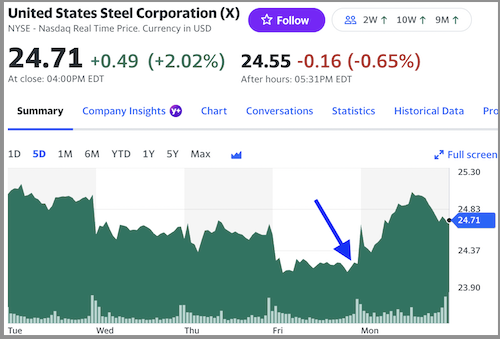 United States Steel Corporation (X)
Follow
2W ↑ 10W ↑ 9M ↑
NYSE - Nasdaq Real Time Price. Currency in USD
24.71 +0.49 (+2.02%)
At close: 04:00PM EDT
24.55 -0.16 (-0.65%)
After hours: 05:31PM EDT
Summary Company Insights Y+ Chart Conversations Statistics Historical Data Pro
1D 5D 1M 6M YTD 1Y 5Y Max
Full screen
25.30
24.83
24.71
24.37
23.90
Tue Wed Thu Fri Mon